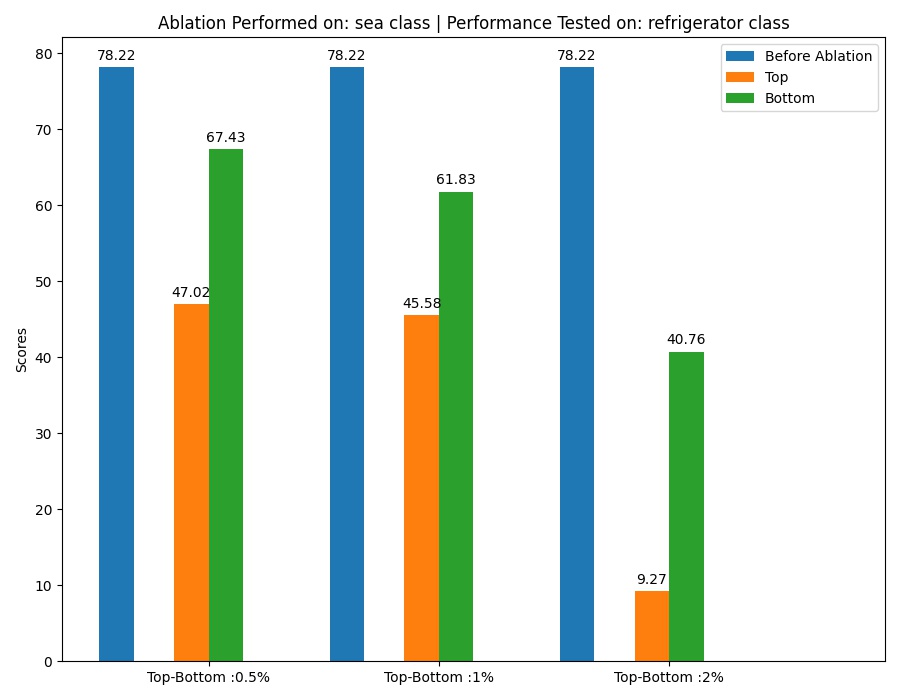 Ablation Performed on: sea class | Performance Tested on: refrigerator class
Before Ablation
Top
Bottom
Scores
80
70
60
50
40
30
20
10
0
78.22
47.02
67.43
78.22
45.58
61.83
78.22
9.27
40.76
Top-Bottom :0.5%
Top-Bottom :1%
Top-Bottom :2%